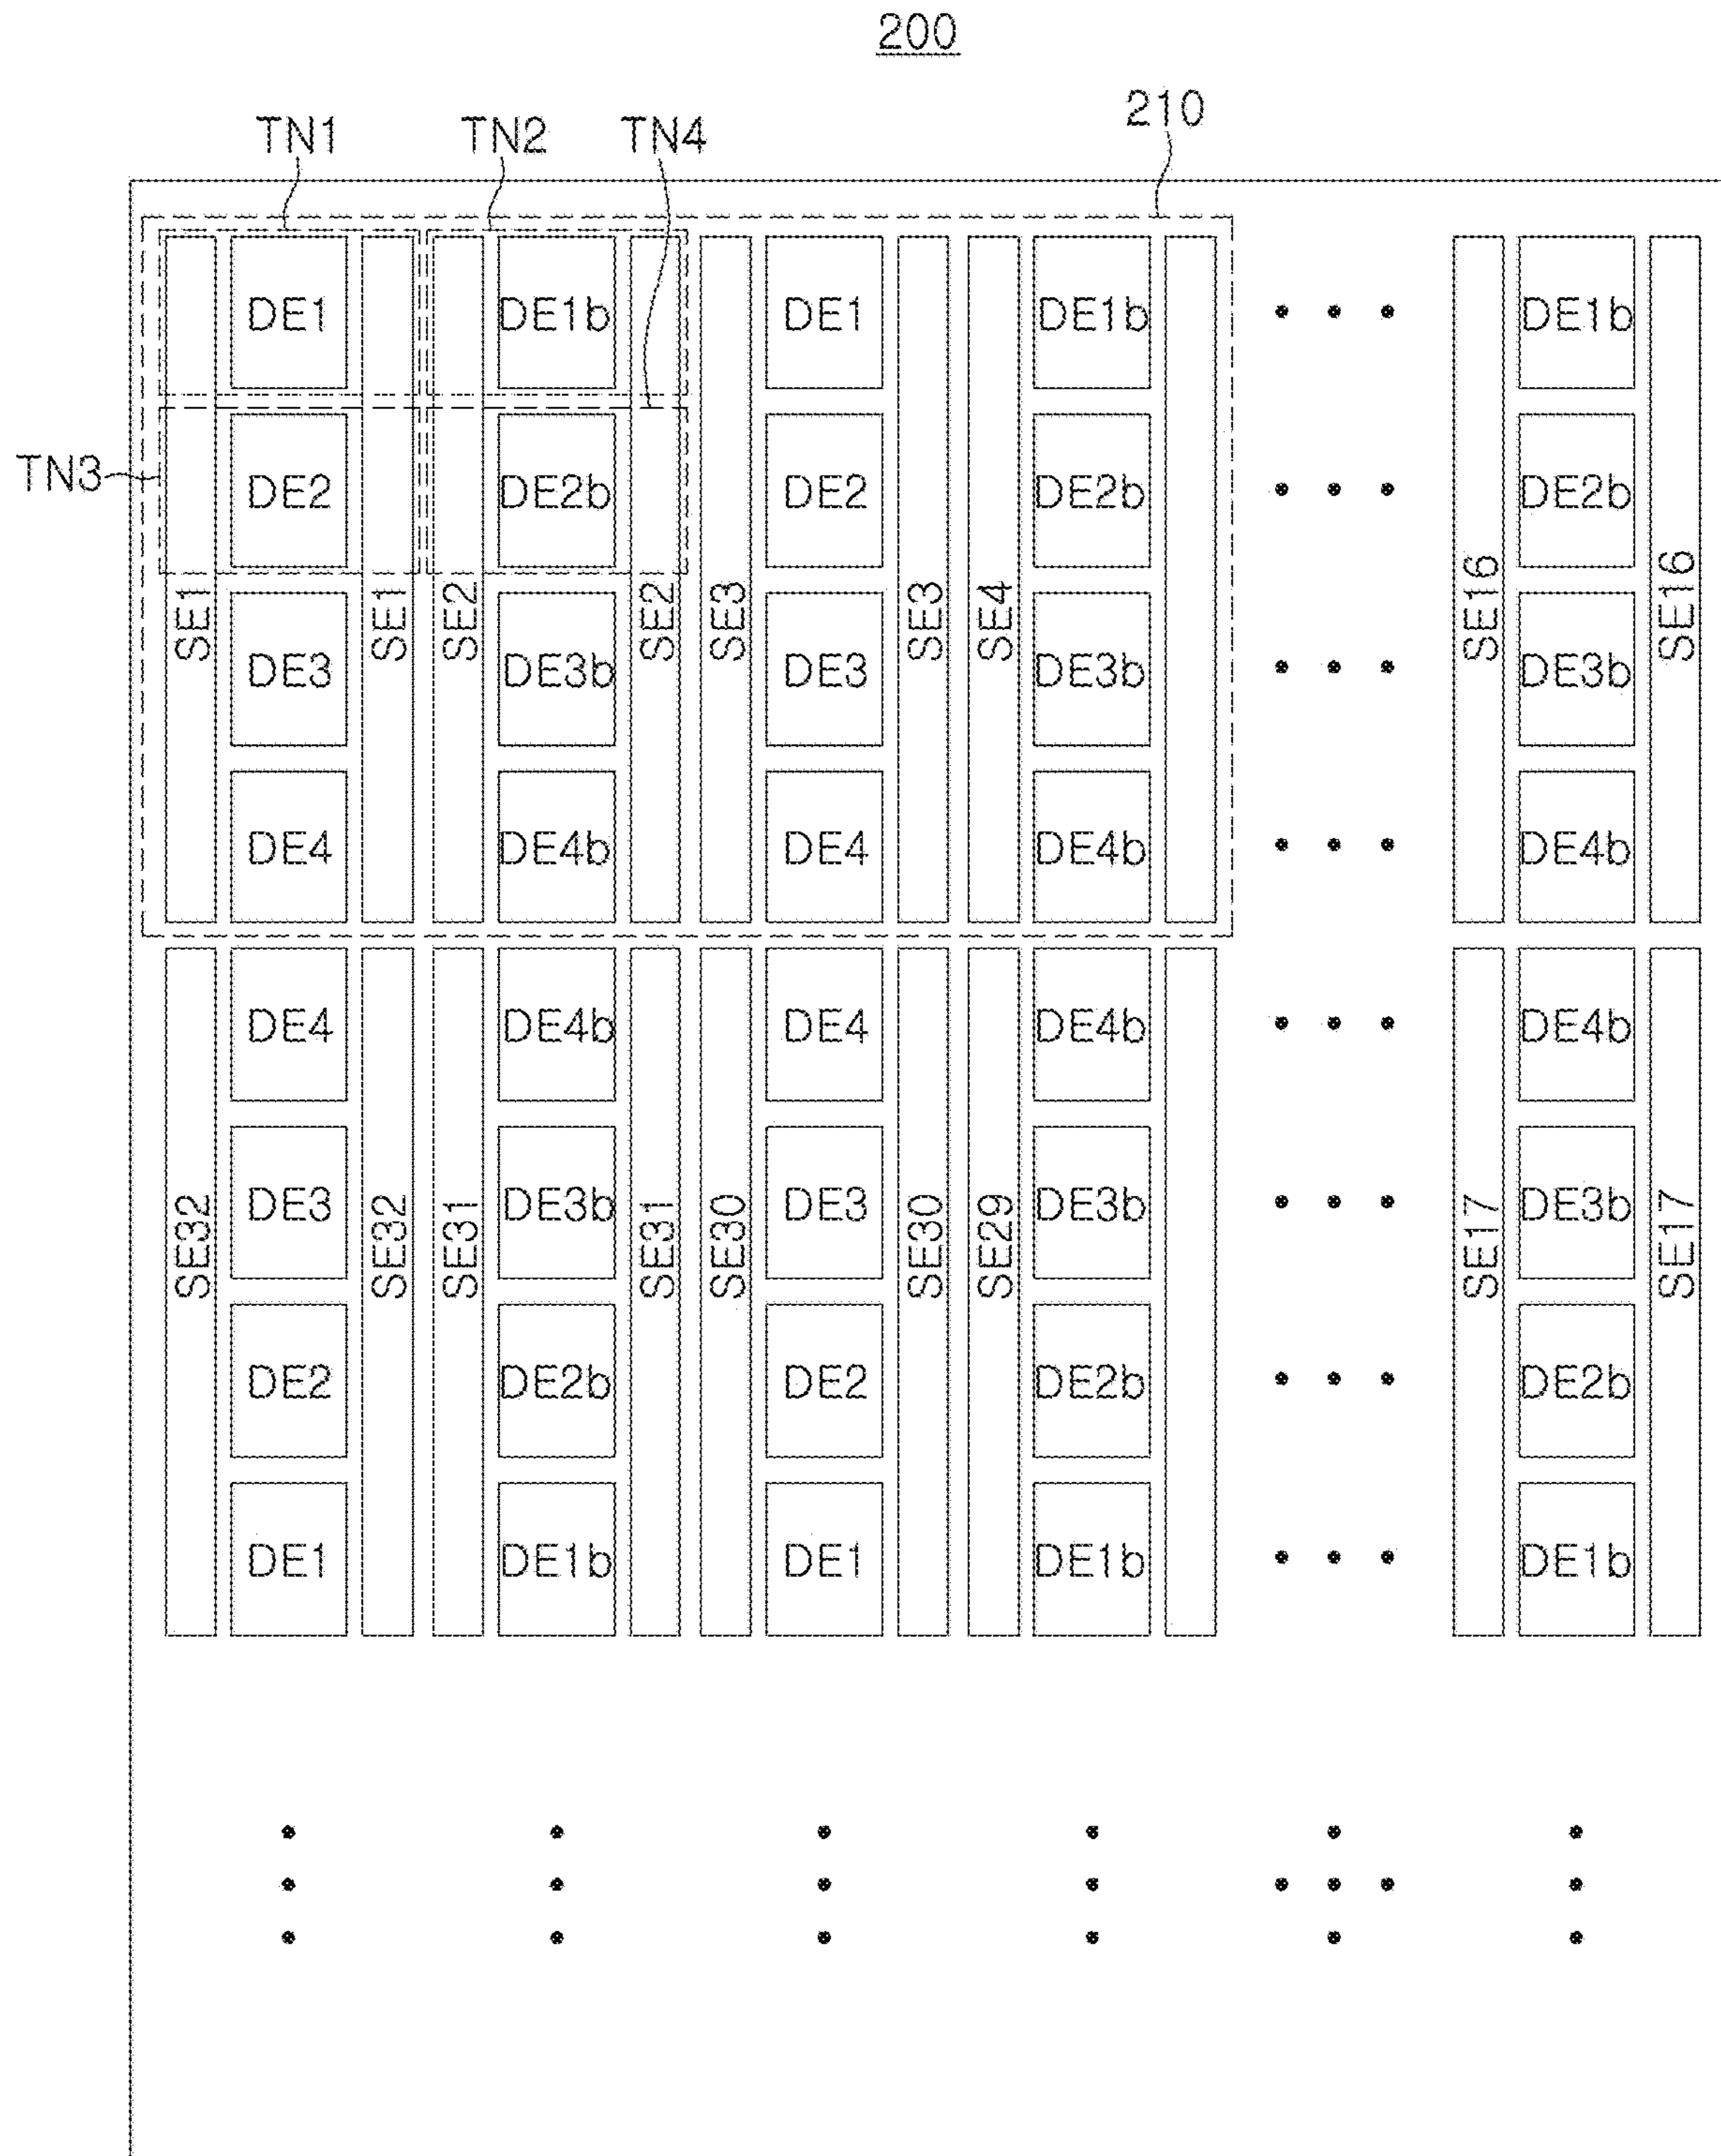 200
TN1 TN2 TN4 210
DE1 DE1b DE1 DE1b DE1b
TN3 DE2 DE2b DE2 DE2b DE2b
SE1 SE1 SE2 SE2 SE3 SE3 SE4 SE16 SE16
DE3 DE3b DE3 DE3b DE3b
DE4 DE4b DE4 DE4b DE4b
DE4 DE4b DE4 DE4b DE4b
DE3 DE3b DE3 DE3b DE3b
SE32 SE32 SE31 SE31 SE30 SE30 SE29 SE17 SE17
DE2 DE2b DE2 DE2b DE2b
DE1 DE1b DE1 DE1b DE1b